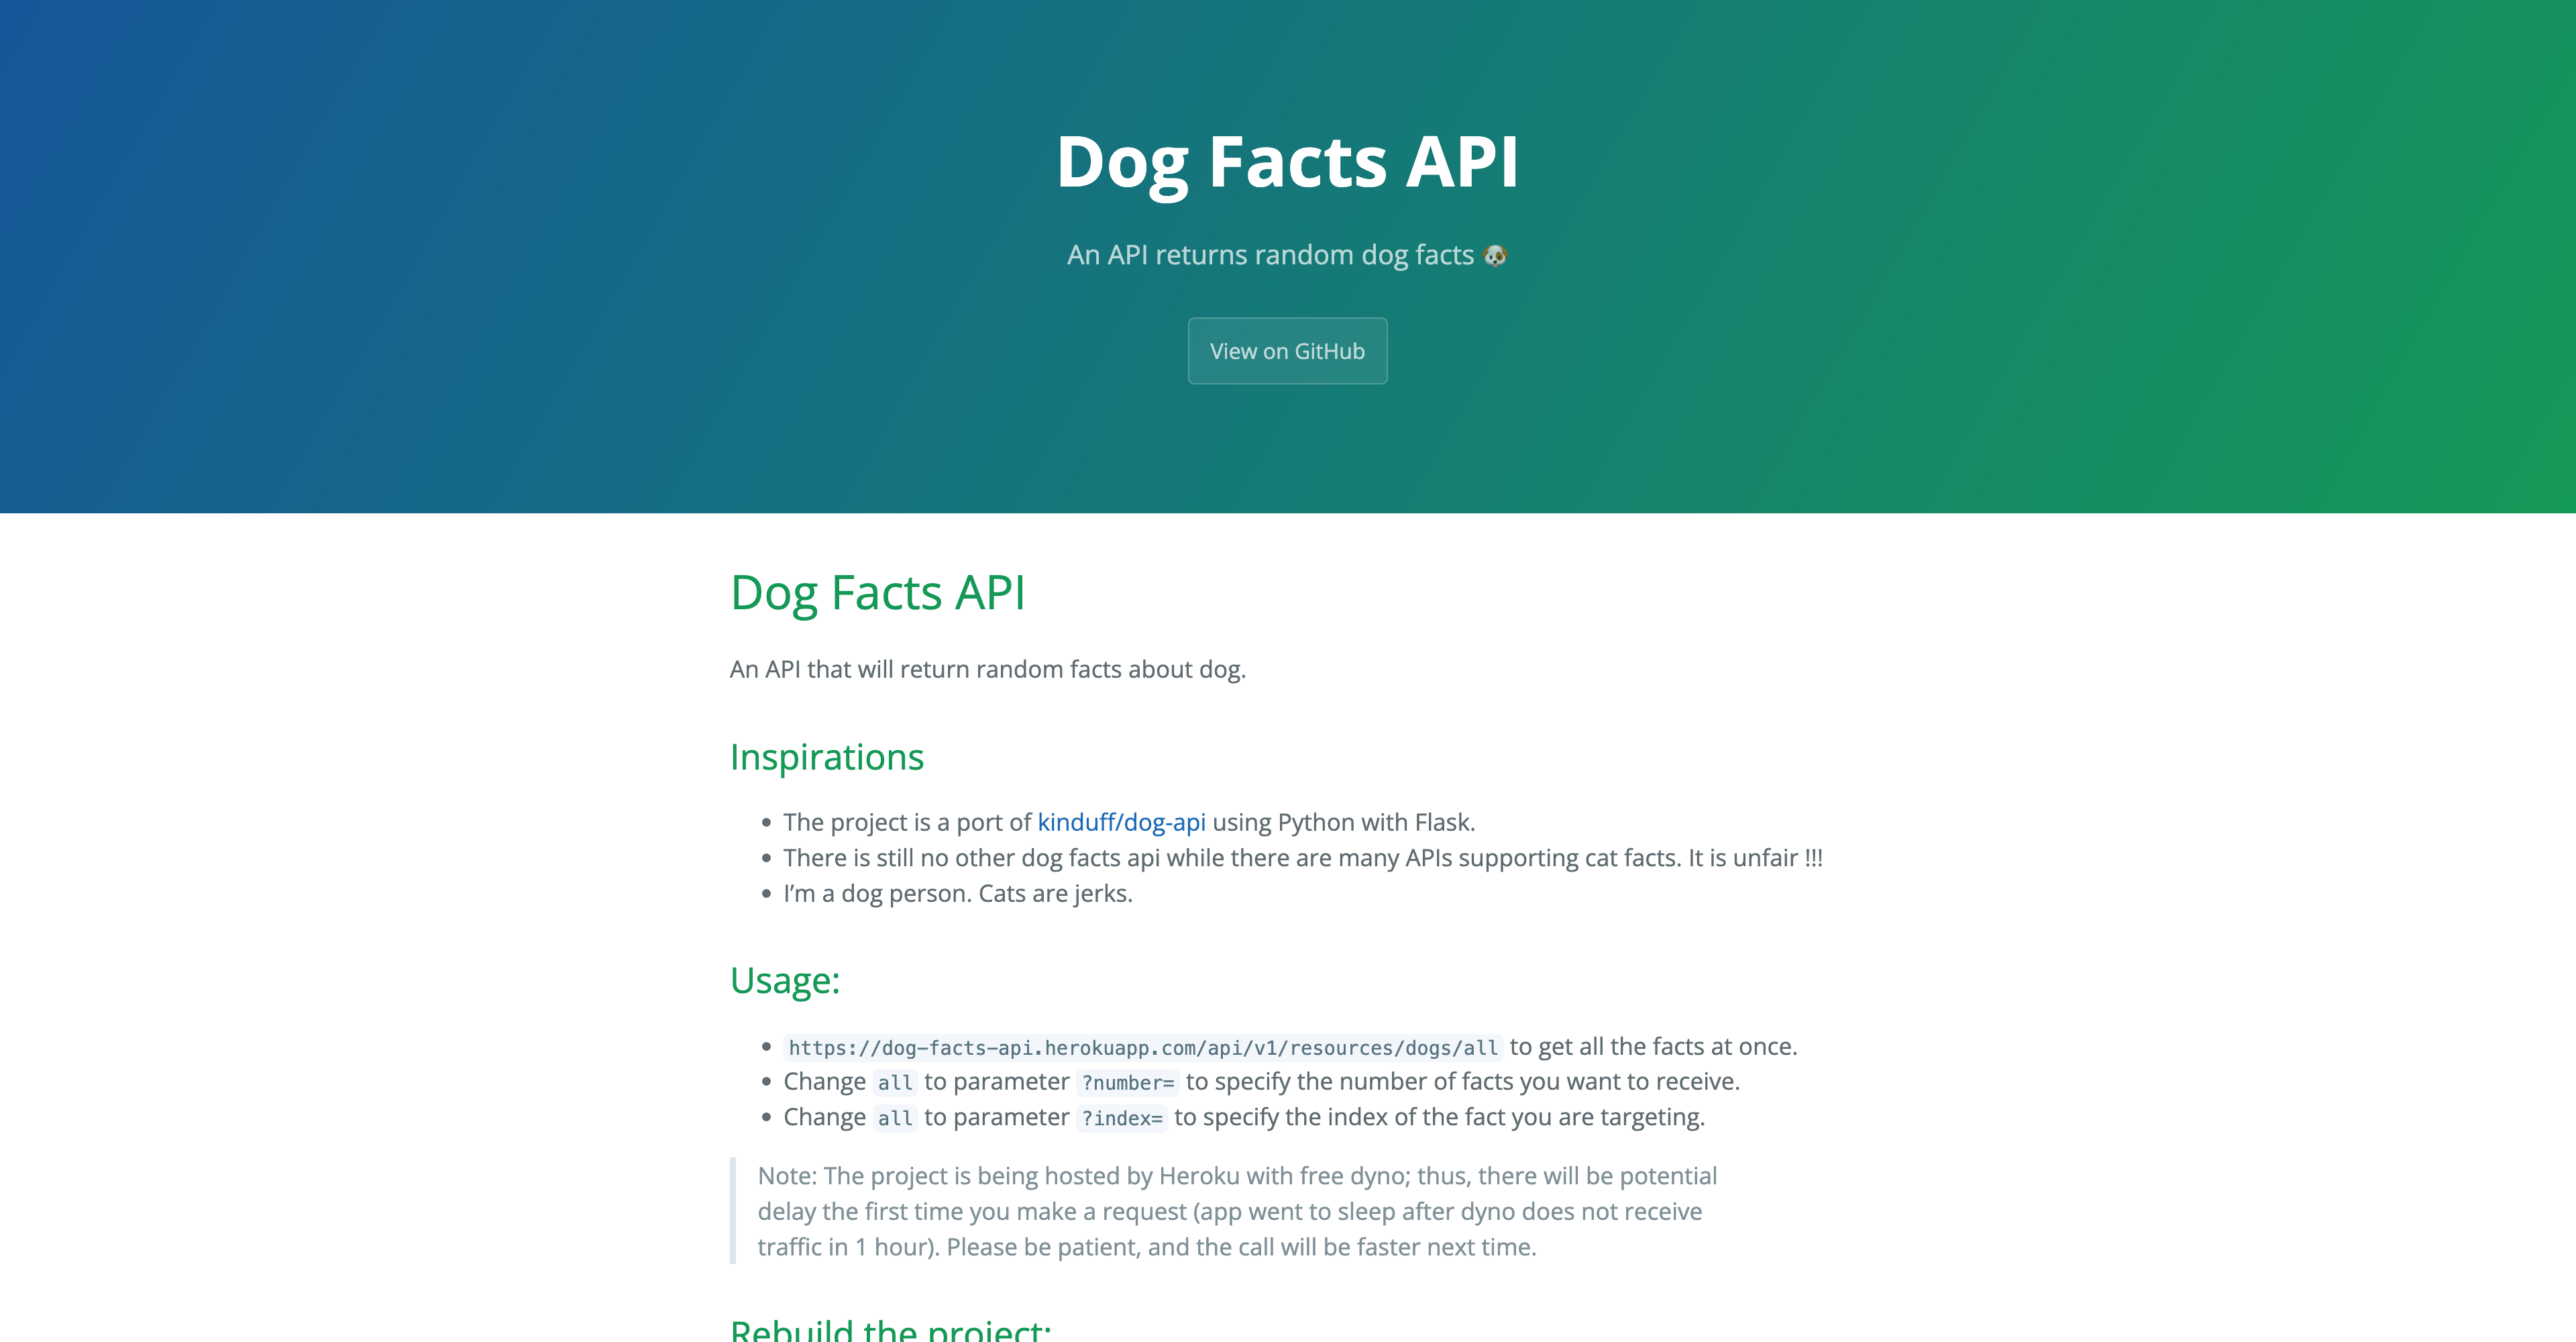 Dog Facts API
An API returns random dog facts 🐶
View on GitHub
Dog Facts API
An API that will return random facts about dog.
Inspirations
The project is a port of kinduff/dog-api using Python with Flask.
There is still no other dog facts api while there are many APIs supporting cat facts. It is unfair !!!
I’m a dog person. Cats are jerks.
Usage:
https://dog-facts-api.herokuapp.com/api/v1/resources/dogs/all to get all the facts at once.
Change all to parameter ?number= to specify the number of facts you want to receive.
Change all to parameter ?index= to specify the index of the fact you are targeting.
Note: The project is being hosted by Heroku with free dyno; thus, there will be potential
delay the first time you make a request (app went to sleep after dyno does not receive
traffic in 1 hour). Please be patient, and the call will be faster next time.
Rebuild the project: